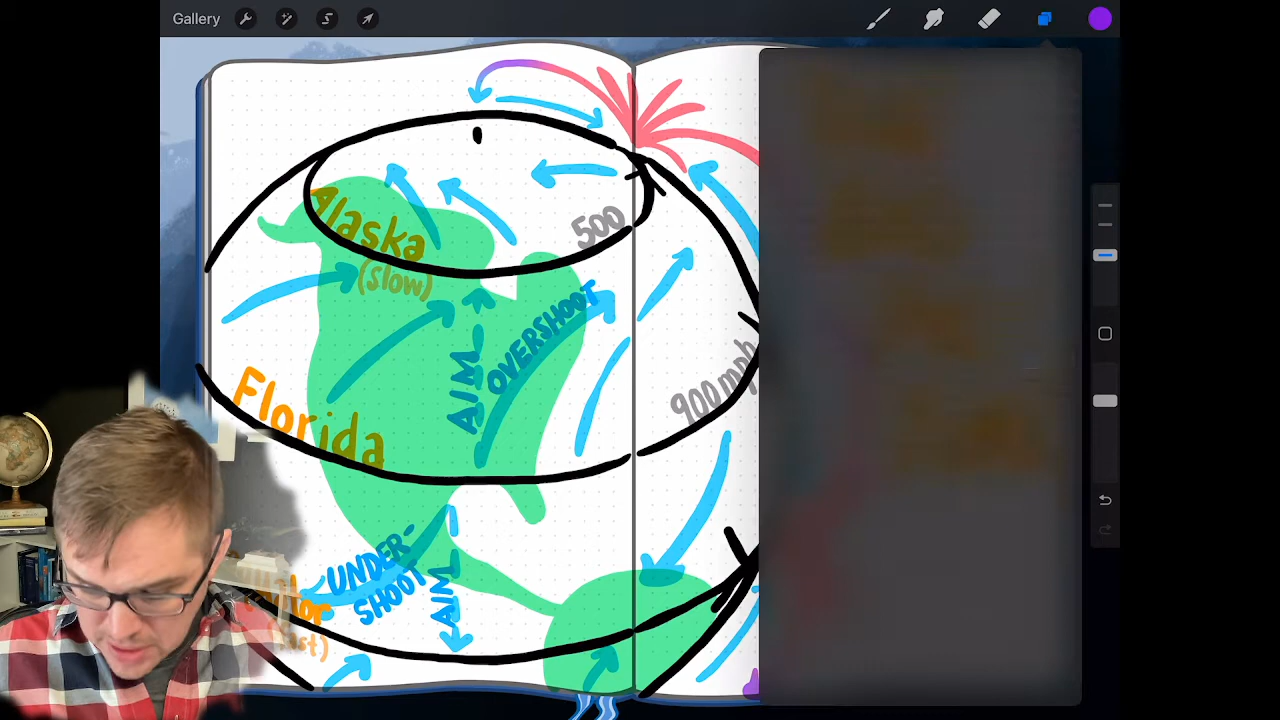 Gallery
Alaska
(Slow)
500
AIM
OVERSHOOT
900 mph
Florida
UNDER-
SHOOT
AIM